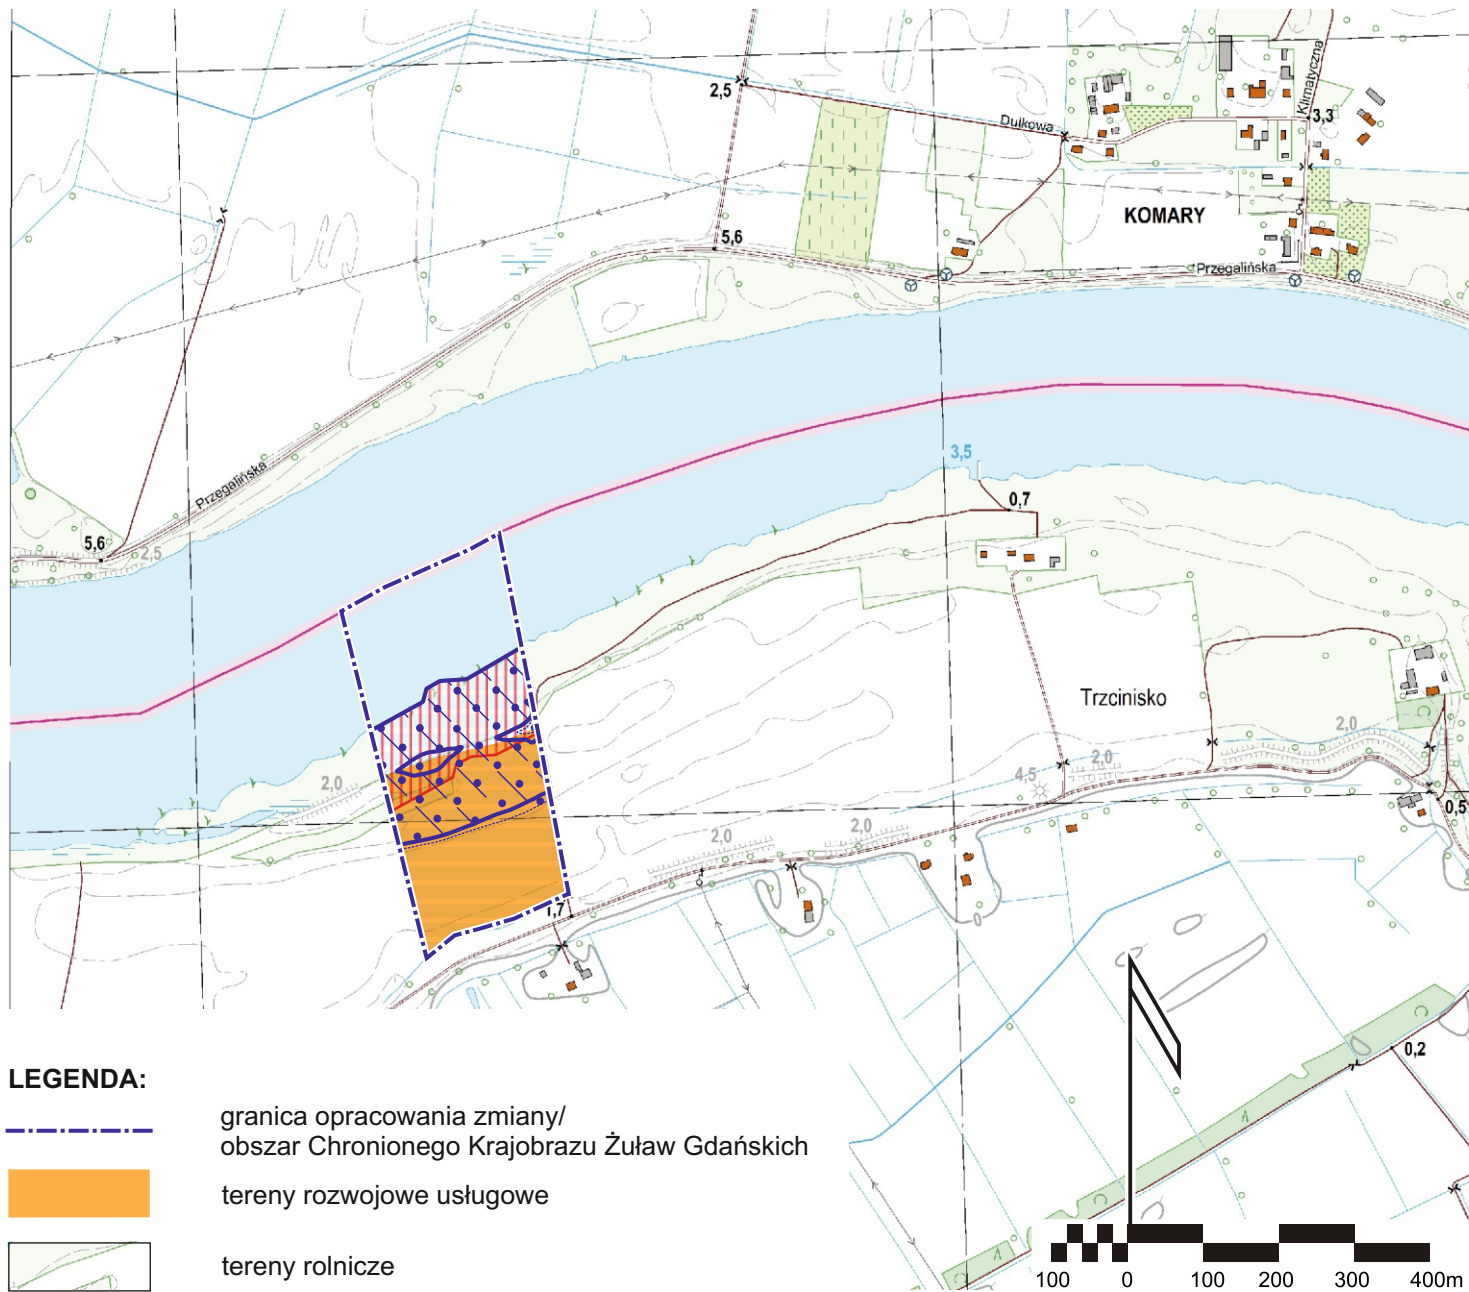 2,5
Dułkowa
Klimatyczna
3,3
KOMARY
5,6
Przegalińska
Przegalińska
3,5
0,7
5,6
2,5
Trzcinisko
2,0
2,0
4,5
2,0
2,0
2,0
0,5
1,7
0
0,2
LEGENDA:
granica opracowania zmiany/
obszar Chronionego Krajobrazu Żuław Gdańskich
tereny rozwojowe usługowe
tereny rolnicze
100 0 100 200 300 400m